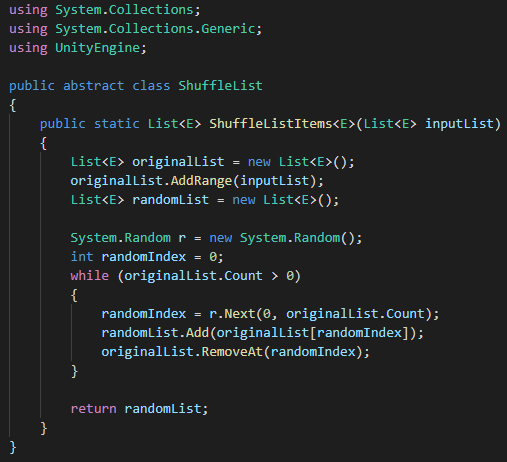 using System.Collections;
using System.Collections.Generic;
using UnityEngine;

public abstract class ShuffleList
{
    public static List<E> ShuffleListItems<E>(List<E> inputList)
    {
        List<E> originalList = new List<E>();
        originalList.AddRange(inputList);
        List<E> randomList = new List<E>();

        System.Random r = new System.Random();
        int randomIndex = 0;
        while (originalList.Count > 0)
        {
            randomIndex = r.Next(0, originalList.Count);
            randomList.Add(originalList[randomIndex]);
            originalList.RemoveAt(randomIndex);
        }

        return randomList;
    }
}